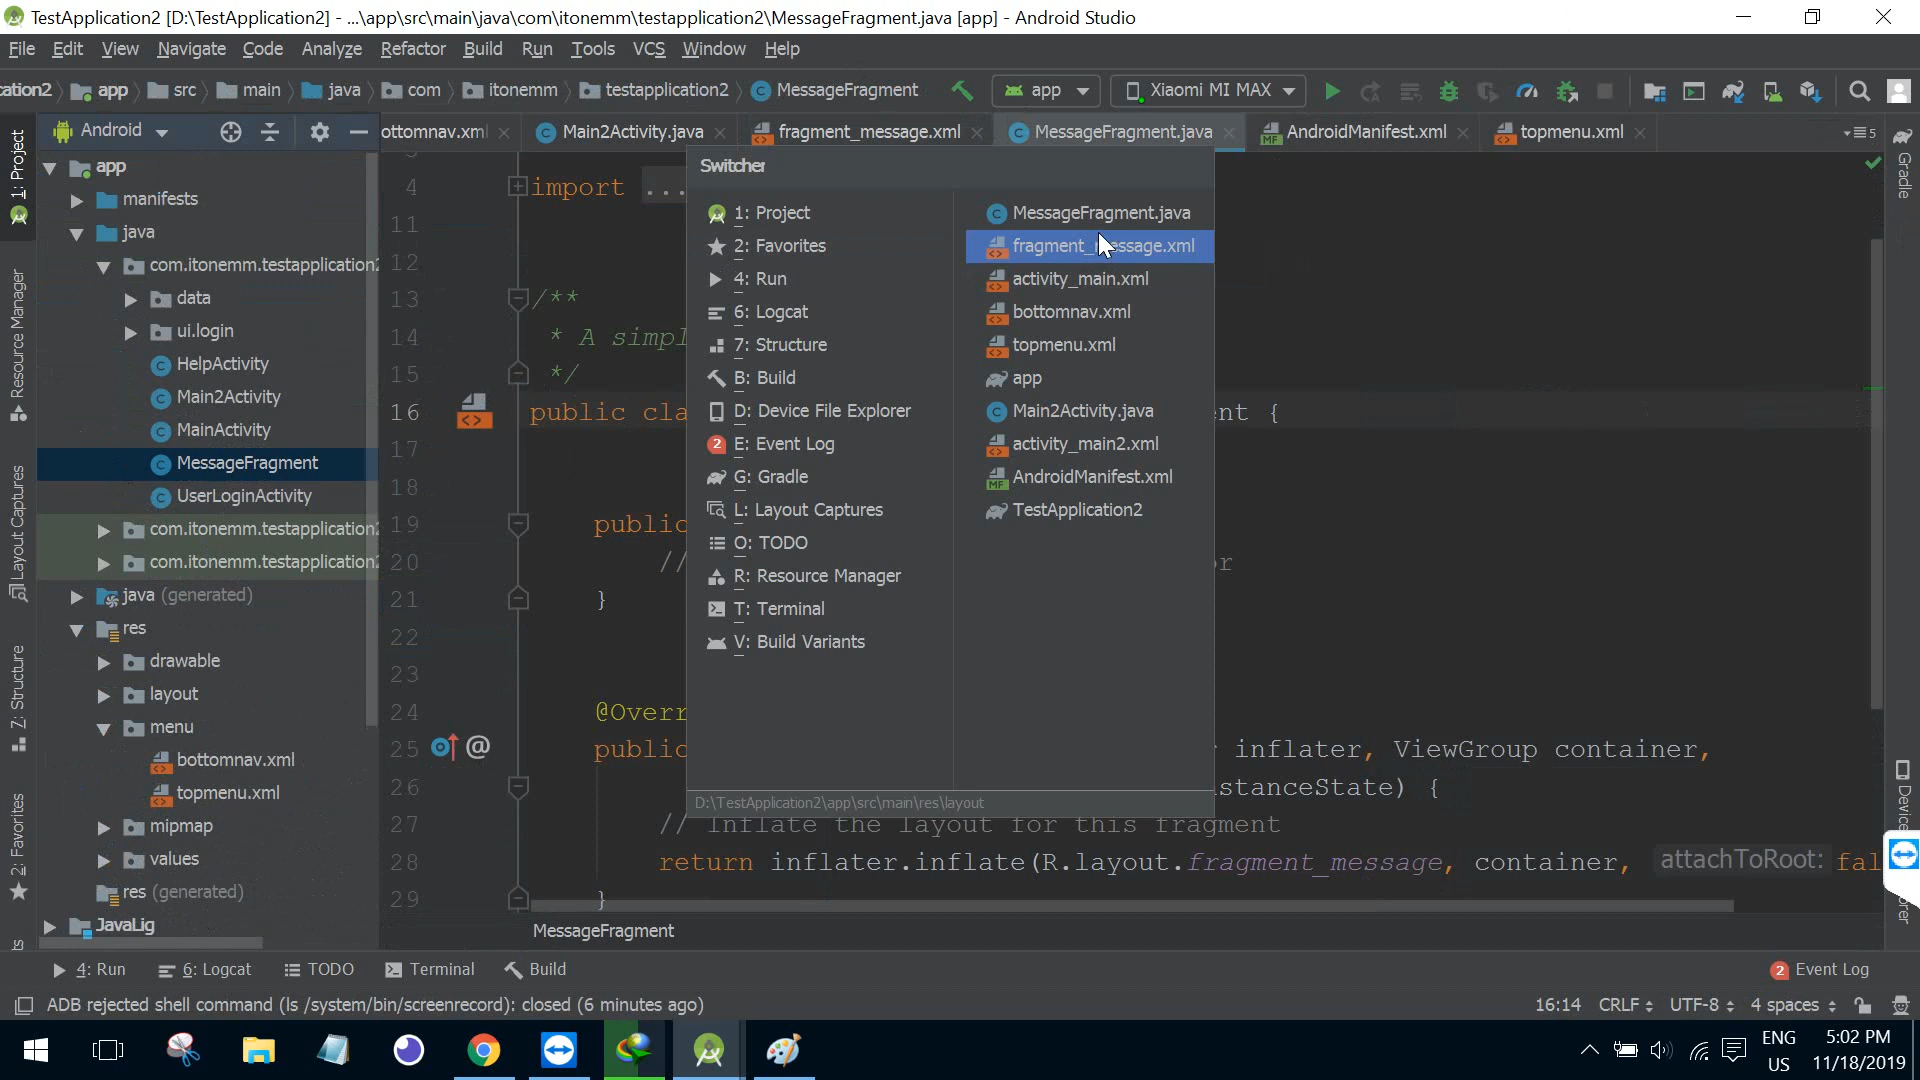 TestApplication2 [D:\TestApplication2] - ...\app\src\main\java\com\itonemm\testapplication2\MessageFragment.java [app] - Android Studio
File Edit View Navigate Code Analyze Refactor Build Run Tools VCS Window Help
cation2 app src main java com itonemm testapplication2 MessageFragment app Xiaomi MI MAX
Android ottomnav.xml Main2Activity.java fragment_message.xml MessageFragment.java AndroidManifest.xml topmenu.xml 5
1: Project
Resource Manager
Layout Captures
7: Structure
2: Favorites
app
manifests
java
com.itonemm.testapplication2
data
ui.login
HelpActivity
Main2Activity
MainActivity
MessageFragment
UserLoginActivity
com.itonemm.testapplication2
com.itonemm.testapplication2
java (generated)
res
drawable
layout
menu
bottomnav.xml
topmenu.xml
mipmap
values
res (generated)
JavaLig
4 import ...
11
12
13 /**
14 * A simpl
15 */
16 public cla nt {
17
18
19 public
20 // r
21 }
22
23
24 @Overr
25 @ public r inflater, ViewGroup container,
26 stanceState) {
27 // Inflate the layout for this fragment
28 return inflater.inflate(R.layout.fragment_message, container, attachToRoot: fal
29 }
MessageFragment
Switcher
1: Project
2: Favorites
4: Run
6: Logcat
7: Structure
B: Build
D: Device File Explorer
2 E: Event Log
G: Gradle
L: Layout Captures
O: TODO
R: Resource Manager
T: Terminal
V: Build Variants
MessageFragment.java
fragment_message.xml
activity_main.xml
bottomnav.xml
topmenu.xml
app
Main2Activity.java
activity_main2.xml
AndroidManifest.xml
TestApplication2
D:\TestApplication2\app\src\main\res\layout
Gradle
Device
orer
4: Run 6: Logcat TODO Terminal Build 2 Event Log
ADB rejected shell command (ls /system/bin/screenrecord): closed (6 minutes ago) 16:14 CRLF UTF-8 4 spaces
ENG 5:02 PM
US 11/18/2019